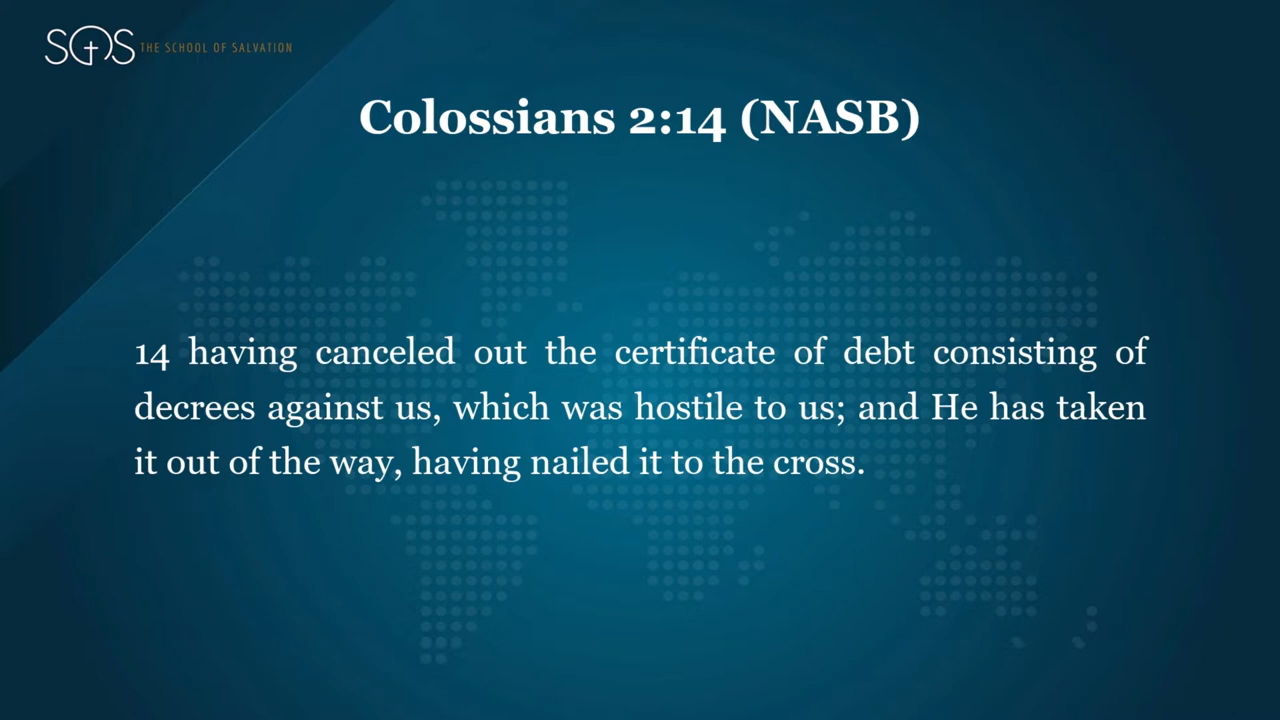 SOS THE SCHOOL OF SALVATION
Colossians 2:14 (NASB)
14 having canceled out the certificate of debt consisting of
decrees against us, which was hostile to us; and He has taken
it out of the way, having nailed it to the cross.